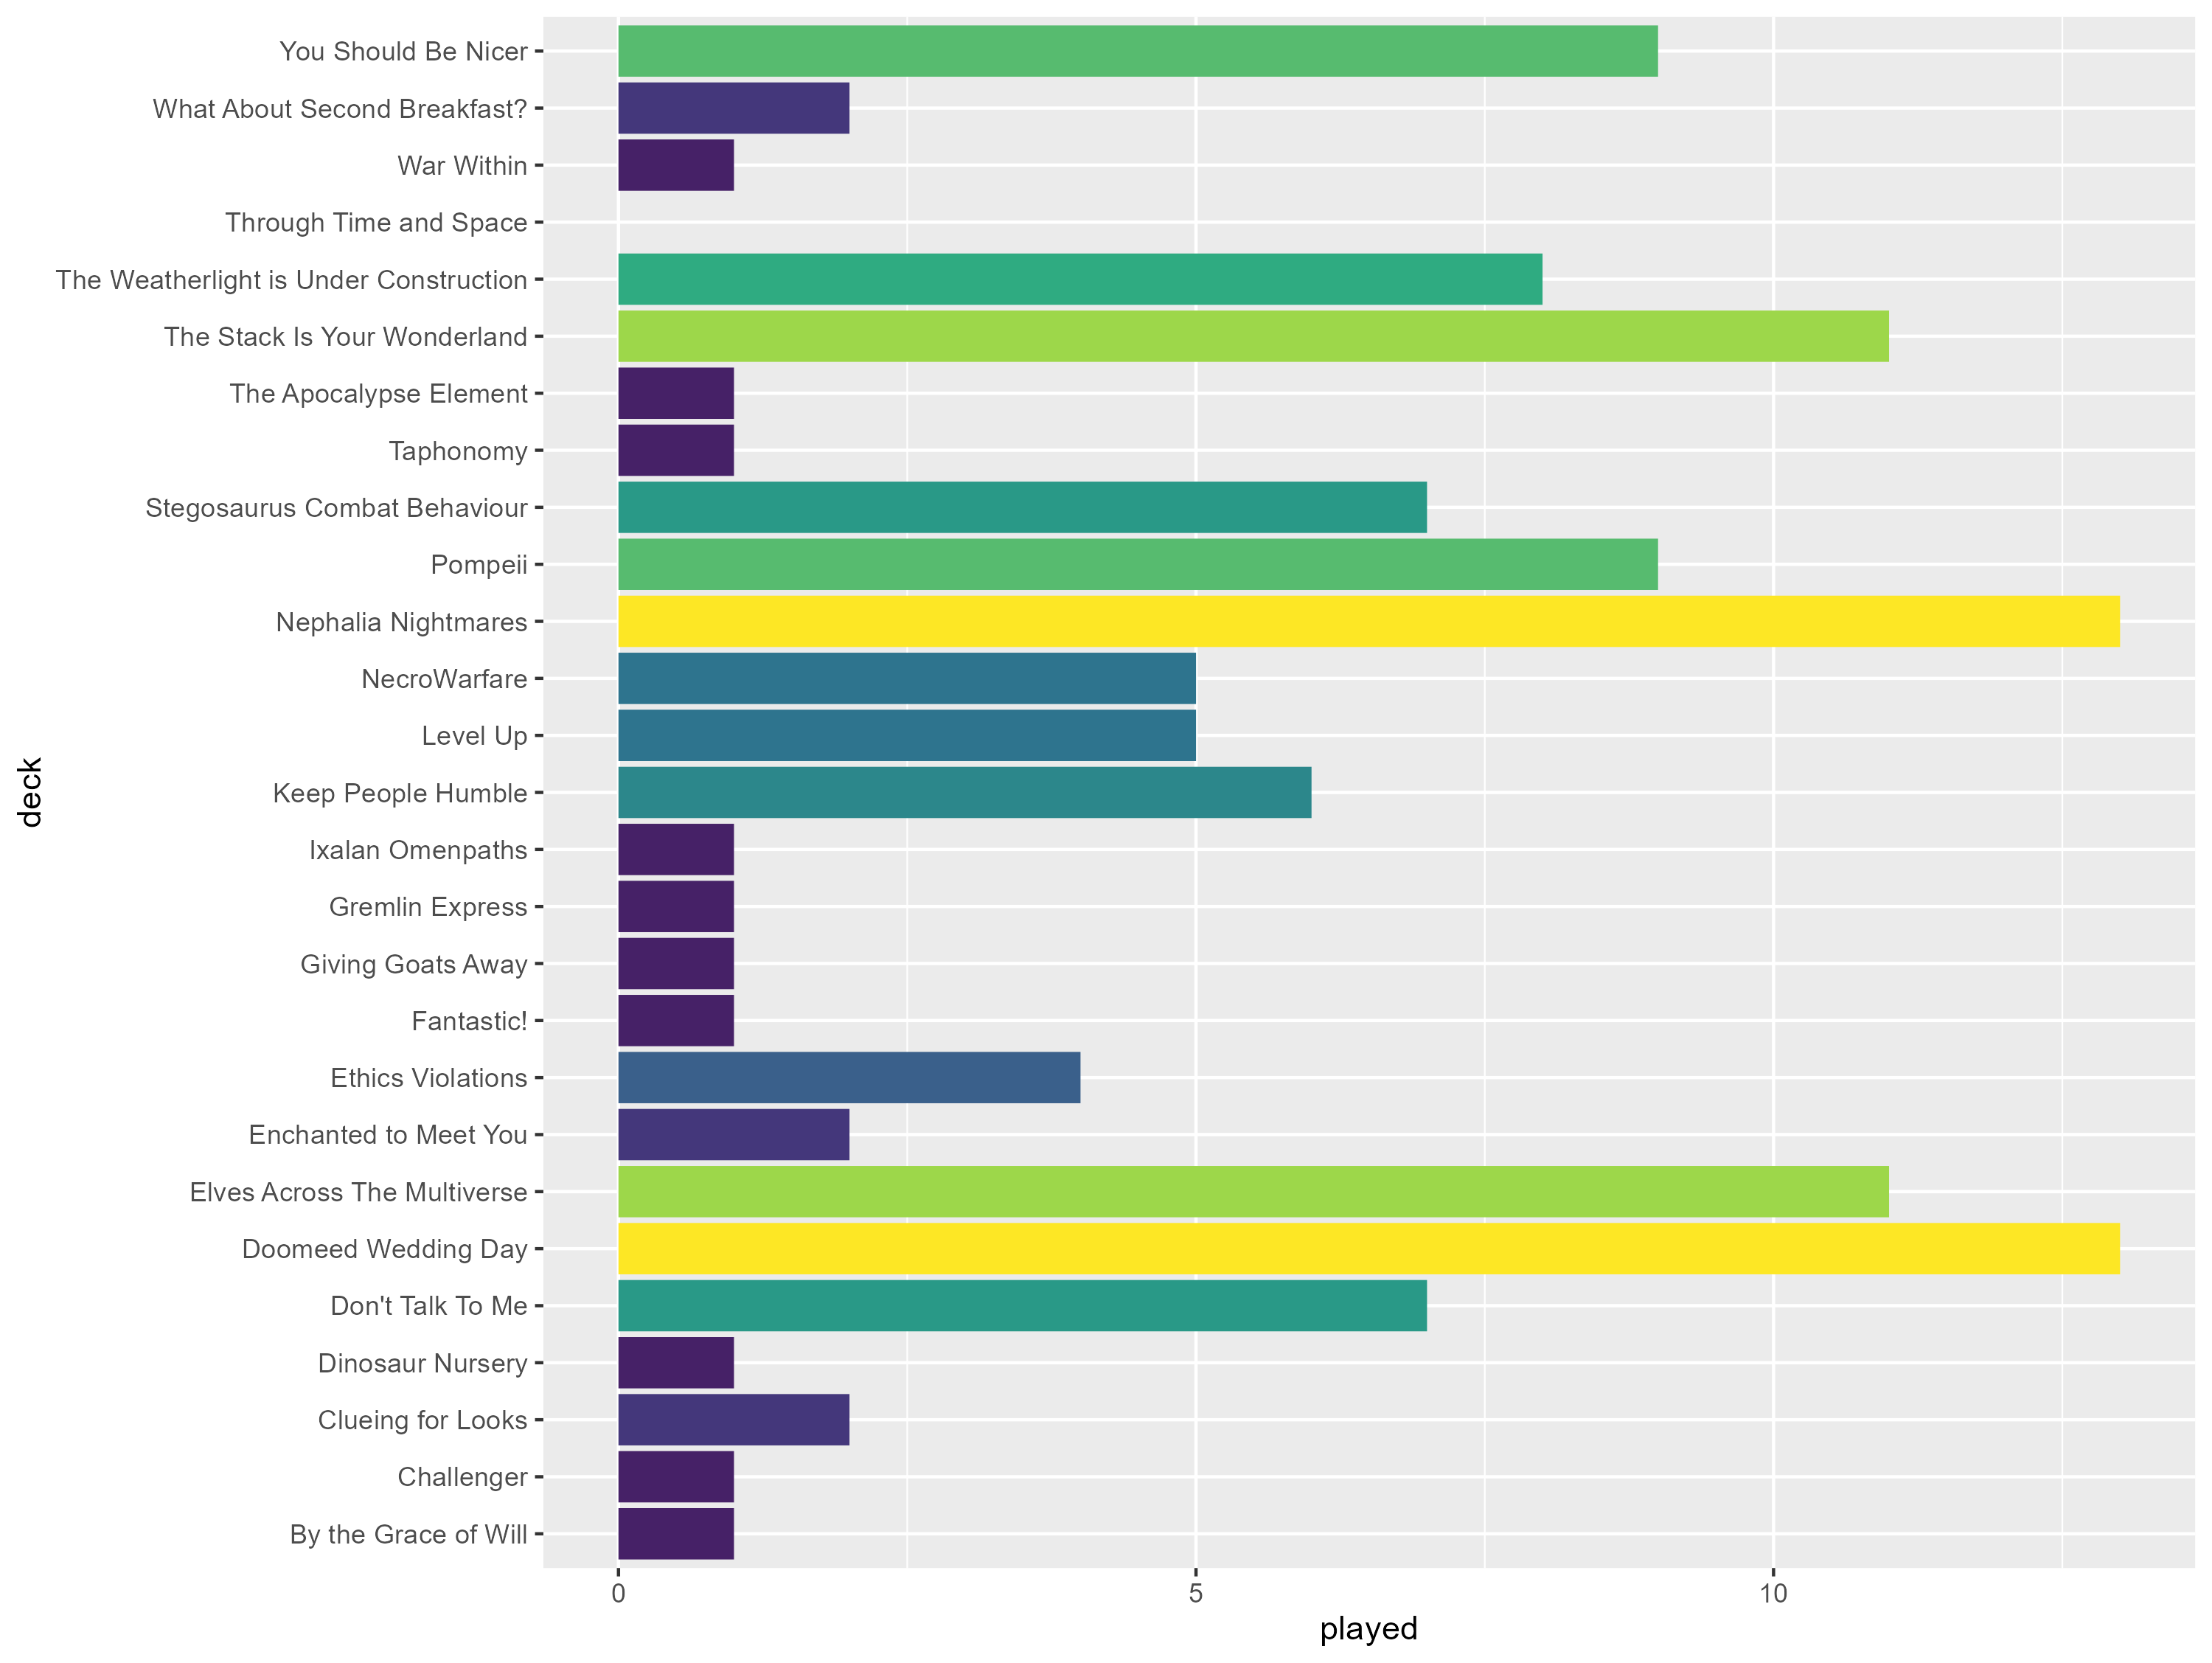 You Should Be Nicer
What About Second Breakfast?
War Within
Through Time and Space
The Weatherlight is Under Construction
The Stack Is Your Wonderland
The Apocalypse Element
Taphonomy
Stegosaurus Combat Behaviour
Pompeii
Nephalia Nightmares
NecroWarfare
Level Up
Keep People Humble
Ixalan Omenpaths
Gremlin Express
Giving Goats Away
Fantastic!
Ethics Violations
Enchanted to Meet You
Elves Across The Multiverse
Doomeed Wedding Day
Don't Talk To Me
Dinosaur Nursery
Clueing for Looks
Challenger
By the Grace of Will
deck
0 5 10
played